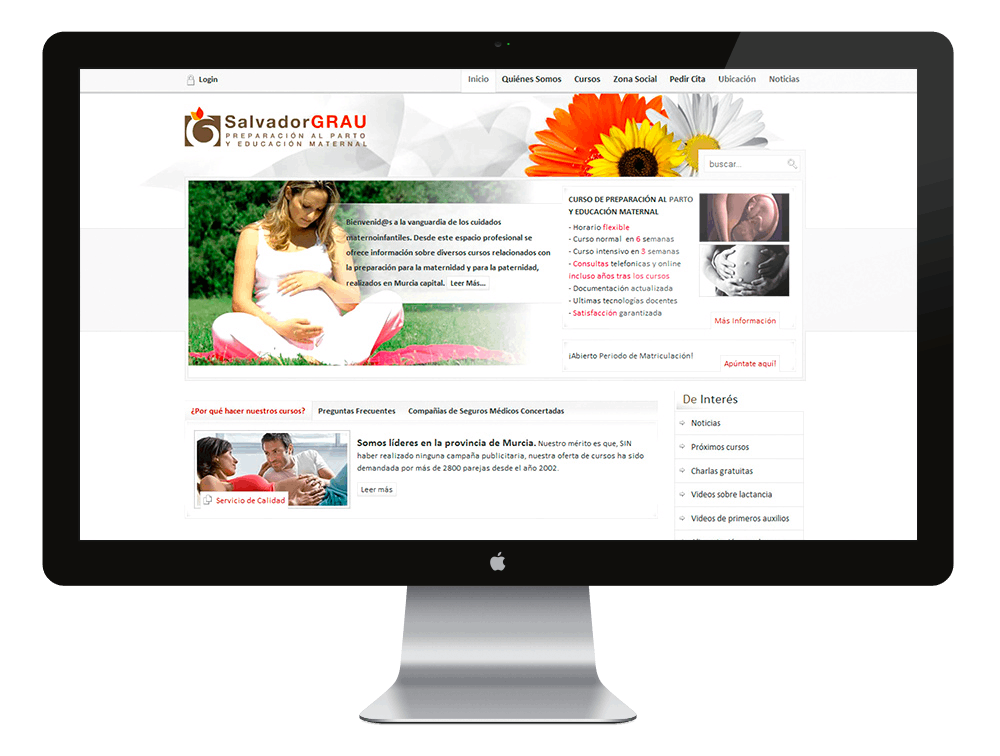 Login
Inicio Quiénes Somos Cursos Zona Social Pedir Cita Ubicación Noticias
SalvadorGRAU
PREPARACIÓN AL PARTO
Y EDUCACIÓN MATERNAL
buscar...
Bienvenid@s a la vanguardia de los cuidados
maternoinfantiles. Desde este espacio profesional se
ofrece información sobre diversos cursos relacionados con
la preparación para la maternidad y para la paternidad,
realizados en Murcia capital. Leer Más...
CURSO DE PREPARACIÓN AL PARTO
Y EDUCACIÓN MATERNAL
- Horario flexible
- Curso normal en 6 semanas
- Curso intensivo en 3 semanas
- Consultas telefonicas y online
incluso años tras los cursos
- Documentación actualizada
- Ultimas tecnologías docentes
- Satisfacción garantizada
Más Información
¡Abierto Periodo de Matriculación!
Apúntate aquí!
¿Por qué hacer nuestros cursos? Preguntas Frecuentes Compañias de Seguros Médicos Concertadas
Somos líderes en la provincia de Murcia. Nuestro mérito es que, SIN
haber realizado ninguna campaña publicitaria, nuestra oferta de cursos ha sido
demandada por más de 2800 parejas desde el año 2002.
Leer más
Servicio de Calidad
De Interés
Noticias
Próximos cursos
Charlas gratuitas
Videos sobre lactancia
Videos de primeros auxilios